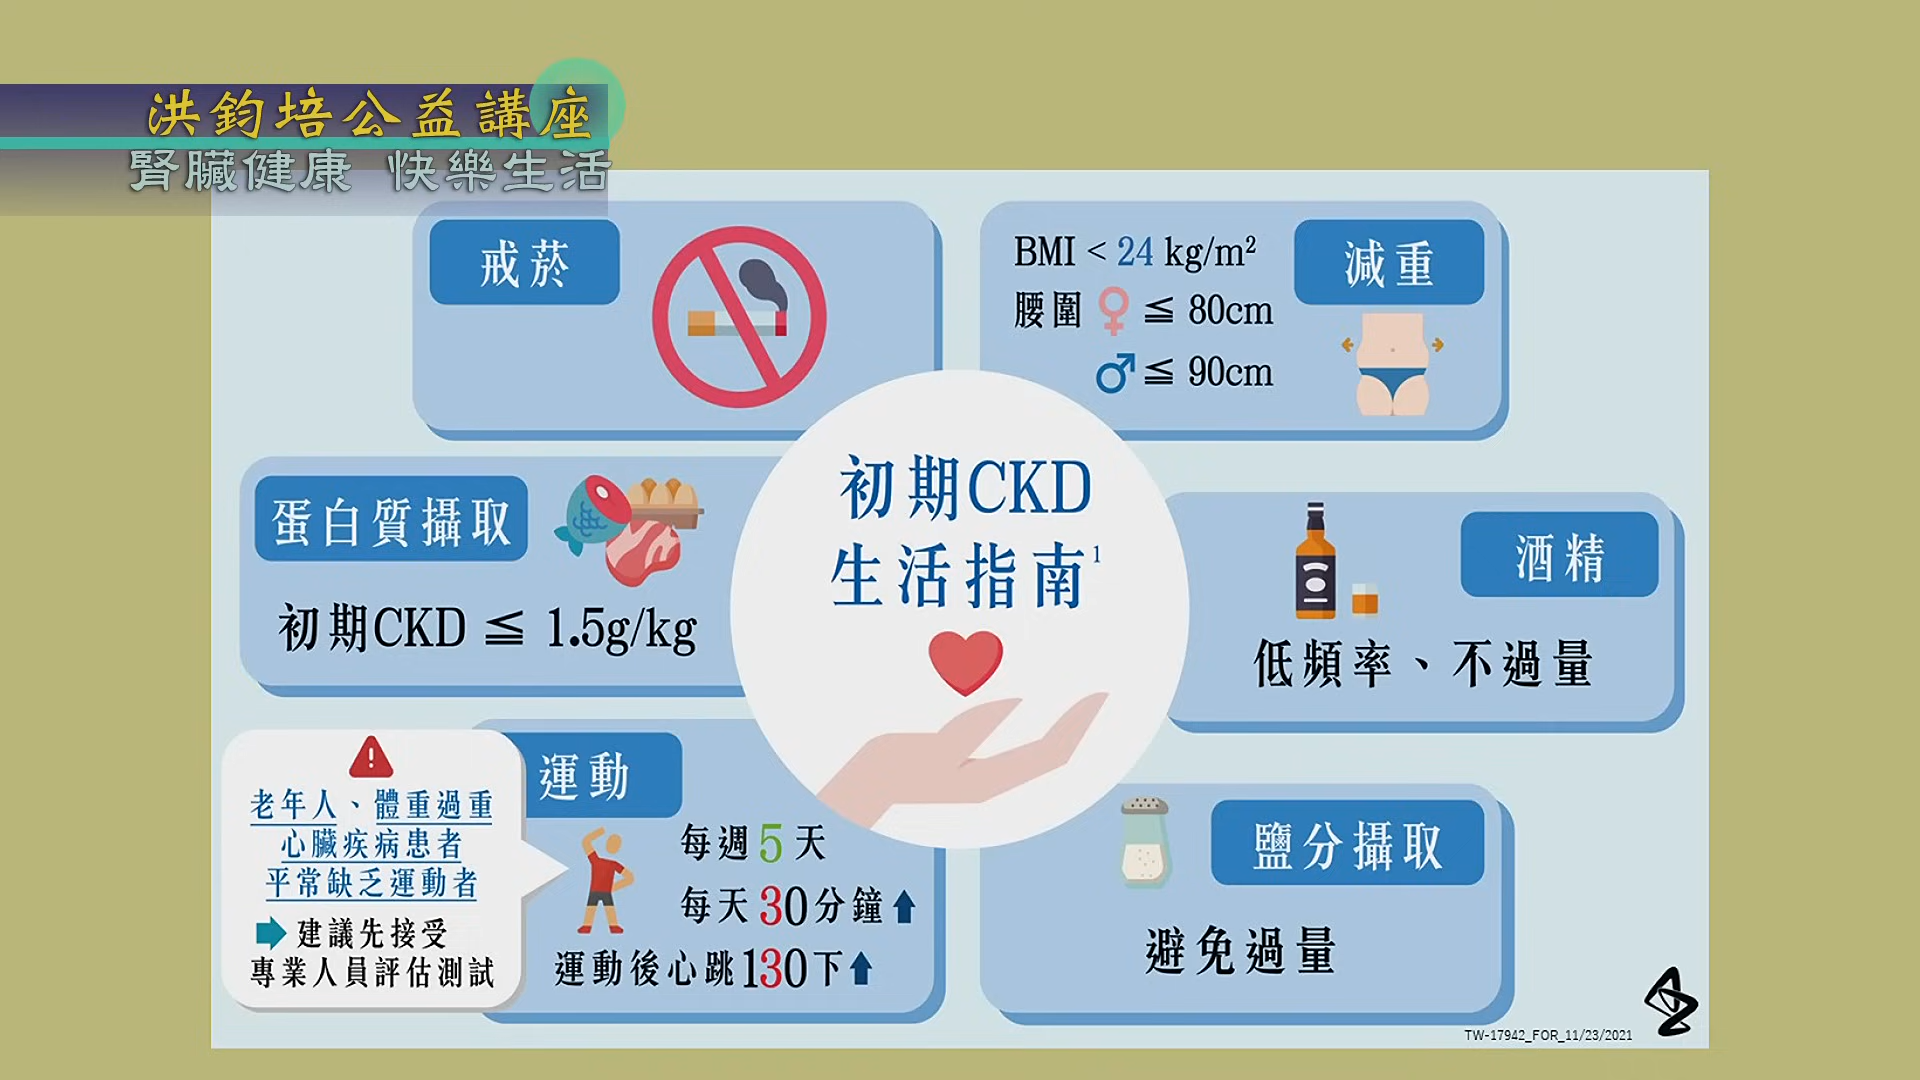 洪鈞培公益講座
腎臟健康 快樂生活
戒菸
BMI < 24 kg/m²
腰圍 ♀ ≦ 80cm
♂ ≦ 90cm
減重
初期CKD
生活指南¹
蛋白質攝取
初期CKD ≦ 1.5g/kg
酒精
低頻率、不過量
老年人、體重過重
心臟疾病患者
平常缺乏運動者
建議先接受
專業人員評估測試
運動
每週5天
每天30分鐘
運動後心跳130下
鹽分攝取
避免過量
TW-17942_FOR_11/23/2021